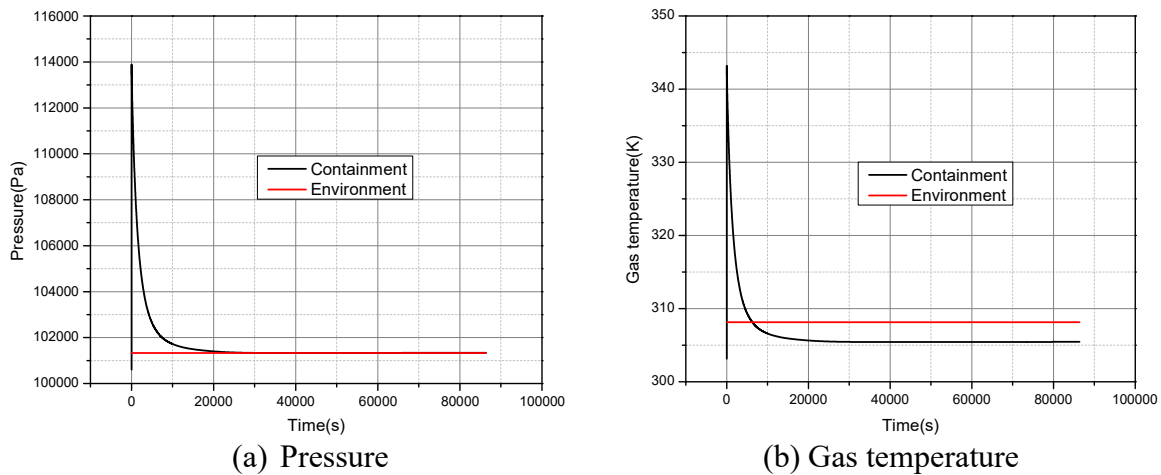 116000
114000
112000
110000
108000
106000
104000
102000
100000
Pressure(Pa)
0
20000
40000
60000
80000
100000
Time(s)
Containment
Environment
(a) Pressure
350
340
330
320
310
300
Gas temperature(K)
0
20000
40000
60000
80000
100000
Time(s)
Containment
Environment
(b) Gas temperature